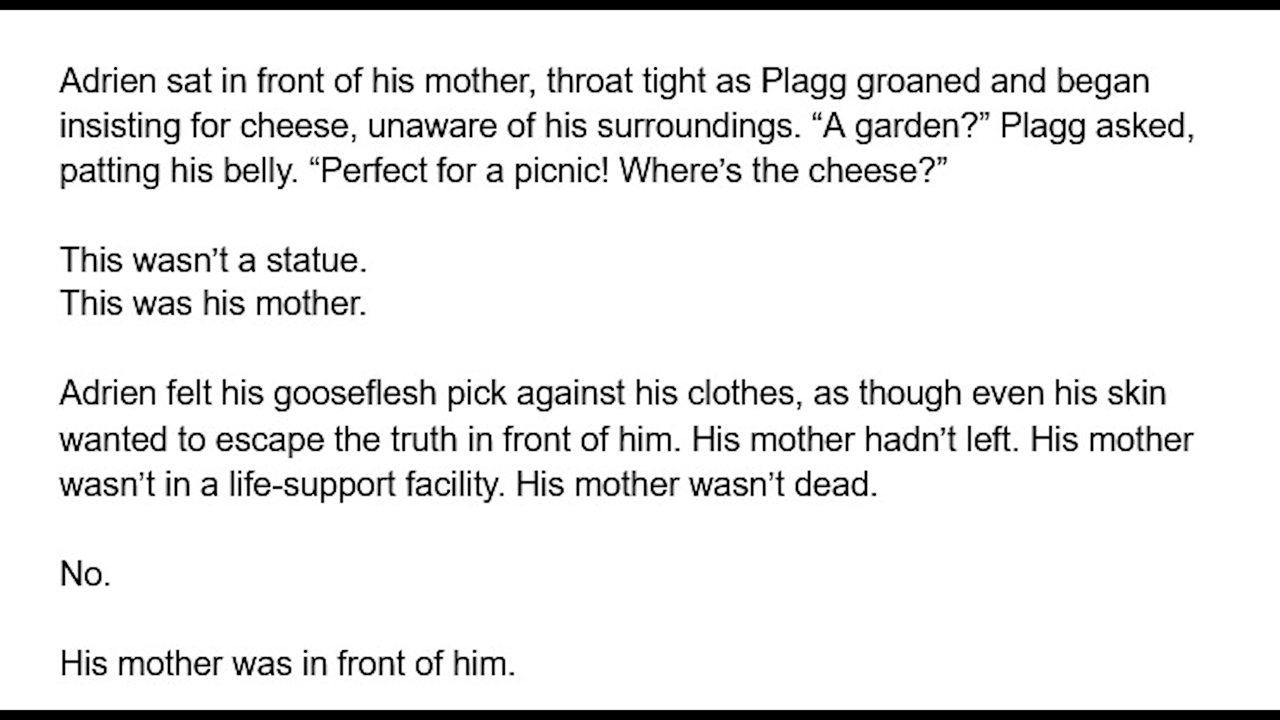 Adrien sat in front of his mother, throat tight as Plagg groaned and began
insisting for cheese, unaware of his surroundings. “A garden?” Plagg asked,
patting his belly. “Perfect for a picnic! Where’s the cheese?”
This wasn’t a statue.
This was his mother.
Adrien felt his gooseflesh pick against his clothes, as though even his skin
wanted to escape the truth in front of him. His mother hadn’t left. His mother
wasn’t in a life-support facility. His mother wasn’t dead.
No.
His mother was in front of him.